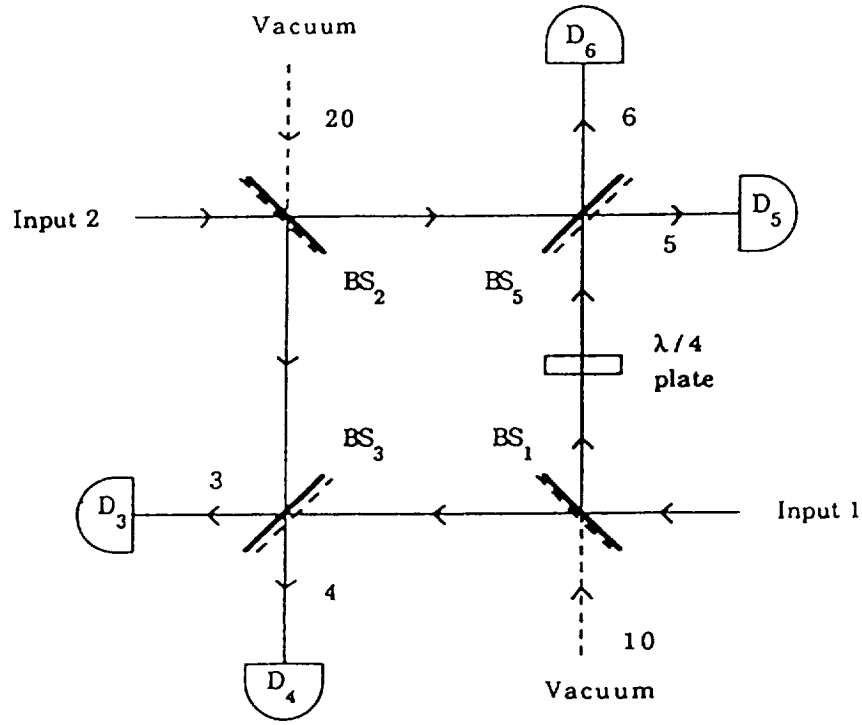 Vacuum
D₆
20
6
Input 2
D₅
5
BS₂
BS₅
λ/4
plate
BS₃
BS₁
3
D₃
Input 1
4
10
D₄
Vacuum